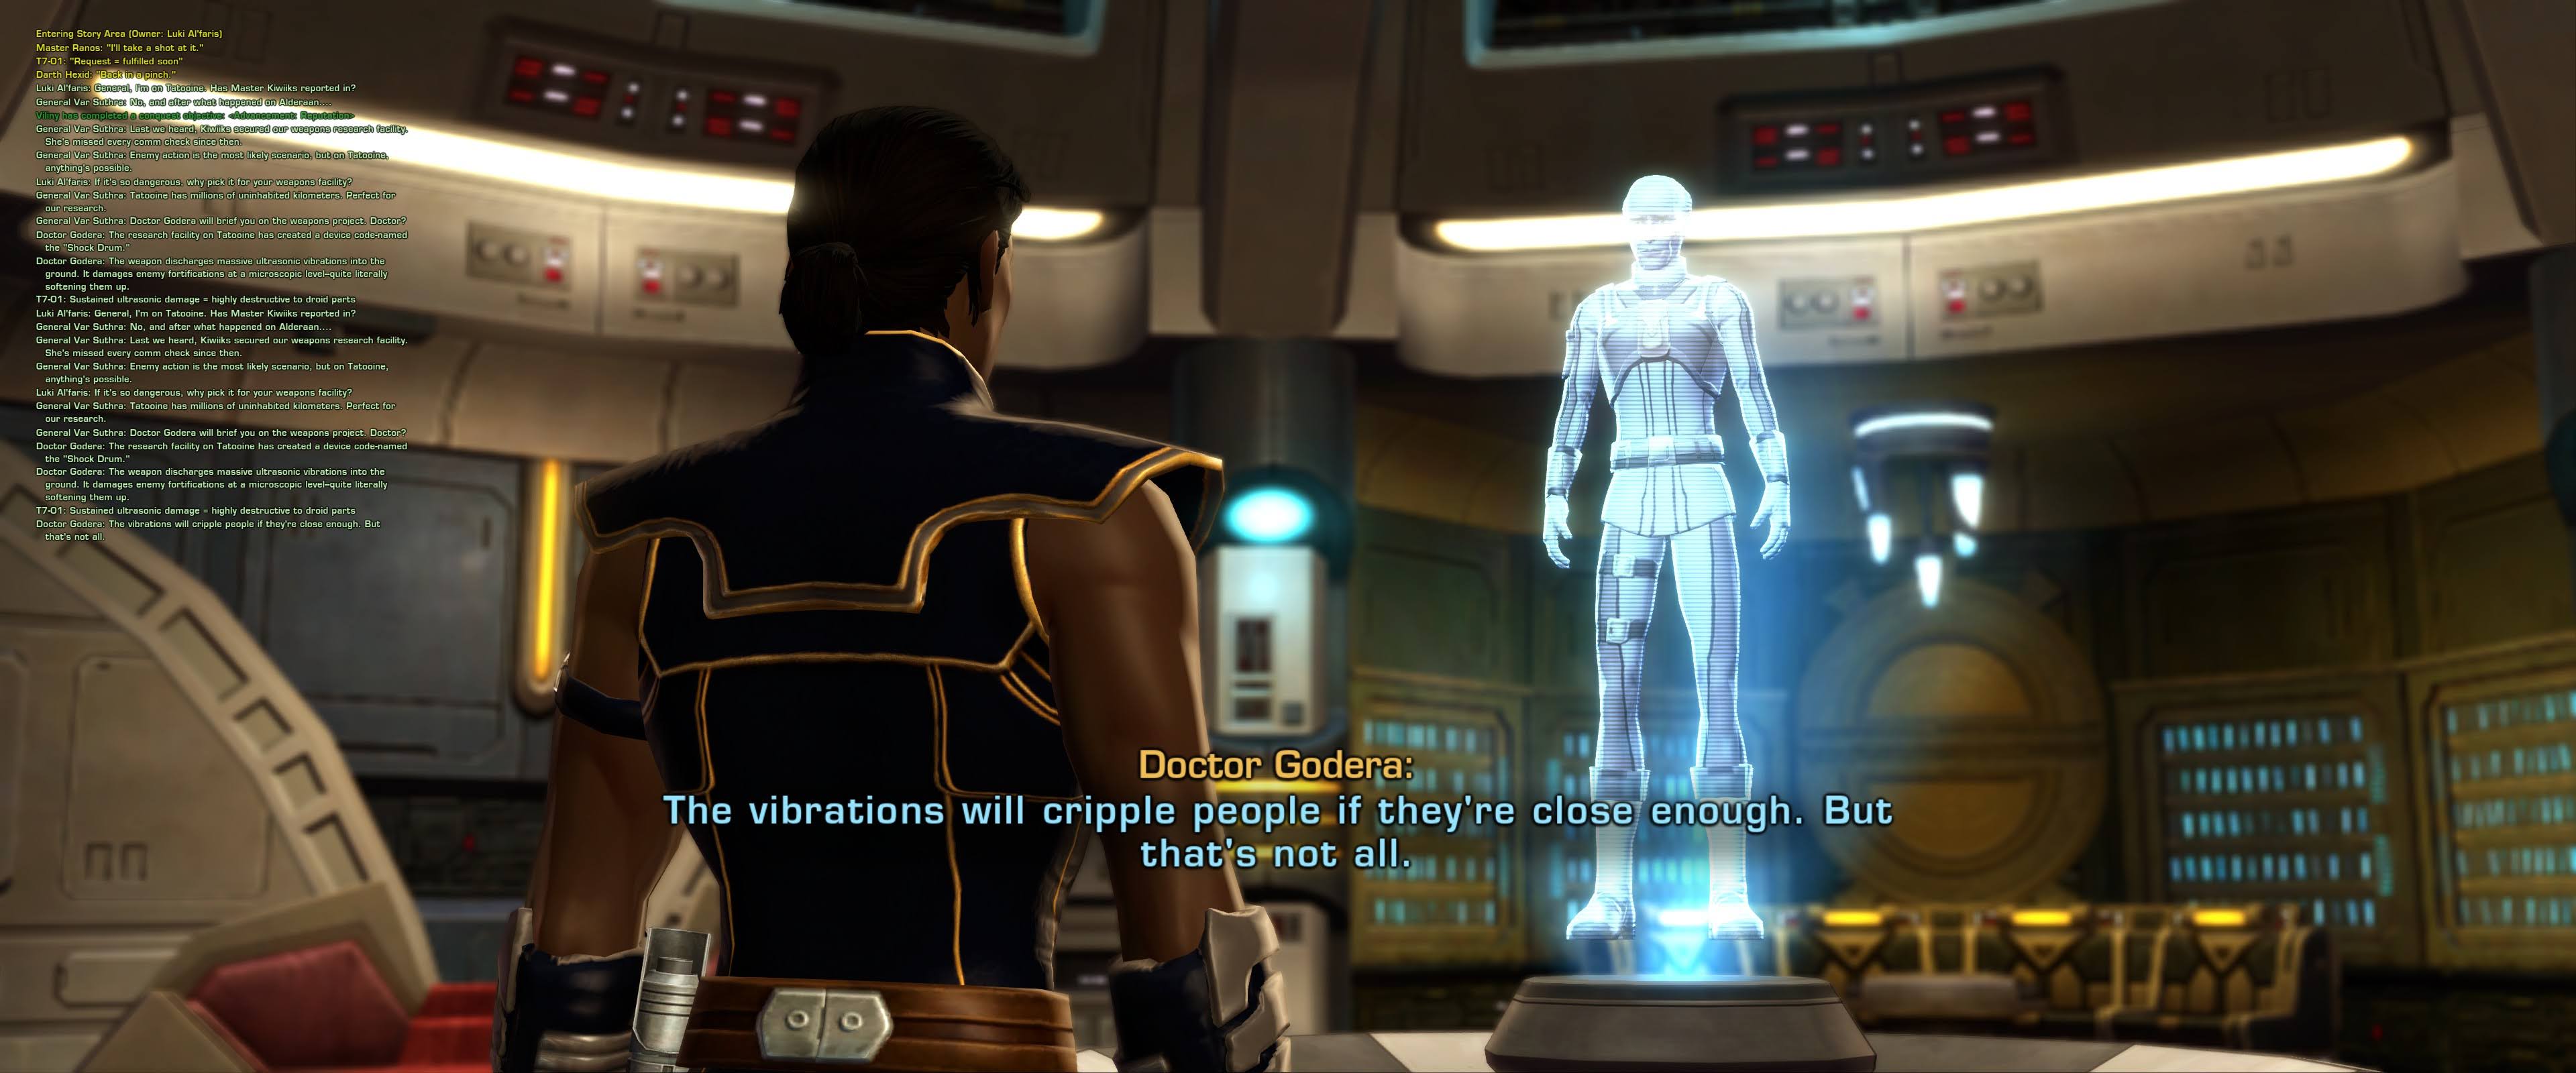 Entering Story Area (Owner: Luki Al'faris)
Master Ranos: "I'll take a shot at it."
T7-01: "Request = fulfilled soon"
Darth Hexid: "Back in a pinch."
Luki Al'faris: General, I'm on Tatooine. Has Master Kiwiiks reported in?
General Var Suthra: No, and after what happened on Alderaan....
Viliny has completed a conquest objective: <Advancement: Reputation>
General Var Suthra: Last we heard, Kiwiiks secured our weapons research facility.
She's missed every comm check since then.
General Var Suthra: Enemy action is the most likely scenario, but on Tatooine,
anything's possible.
Luki Al'faris: If it's so dangerous, why pick it for your weapons facility?
General Var Suthra: Tatooine has millions of uninhabited kilometers. Perfect for
our research.
General Var Suthra: Doctor Godera will brief you on the weapons project. Doctor?
Doctor Godera: The research facility on Tatooine has created a device code-named
the "Shock Drum."
Doctor Godera: The weapon discharges massive ultrasonic vibrations into the
ground. It damages enemy fortifications at a microscopic level—quite literally
softening them up.
T7-01: Sustained ultrasonic damage = highly destructive to droid parts
Luki Al'faris: General, I'm on Tatooine. Has Master Kiwiiks reported in?
General Var Suthra: No, and after what happened on Alderaan....
General Var Suthra: Last we heard, Kiwiiks secured our weapons research facility.
She's missed every comm check since then.
General Var Suthra: Enemy action is the most likely scenario, but on Tatooine,
anything's possible.
Luki Al'faris: If it's so dangerous, why pick it for your weapons facility?
General Var Suthra: Tatooine has millions of uninhabited kilometers. Perfect for
our research.
General Var Suthra: Doctor Godera will brief you on the weapons project. Doctor?
Doctor Godera: The research facility on Tatooine has created a device code-named
the "Shock Drum."
Doctor Godera: The weapon discharges massive ultrasonic vibrations into the
ground. It damages enemy fortifications at a microscopic level—quite literally
softening them up.
T7-01: Sustained ultrasonic damage = highly destructive to droid parts
Doctor Godera: The vibrations will cripple people if they're close enough. But
that's not all.
Doctor Godera:
The vibrations will cripple people if they're close enough. But
that's not all.